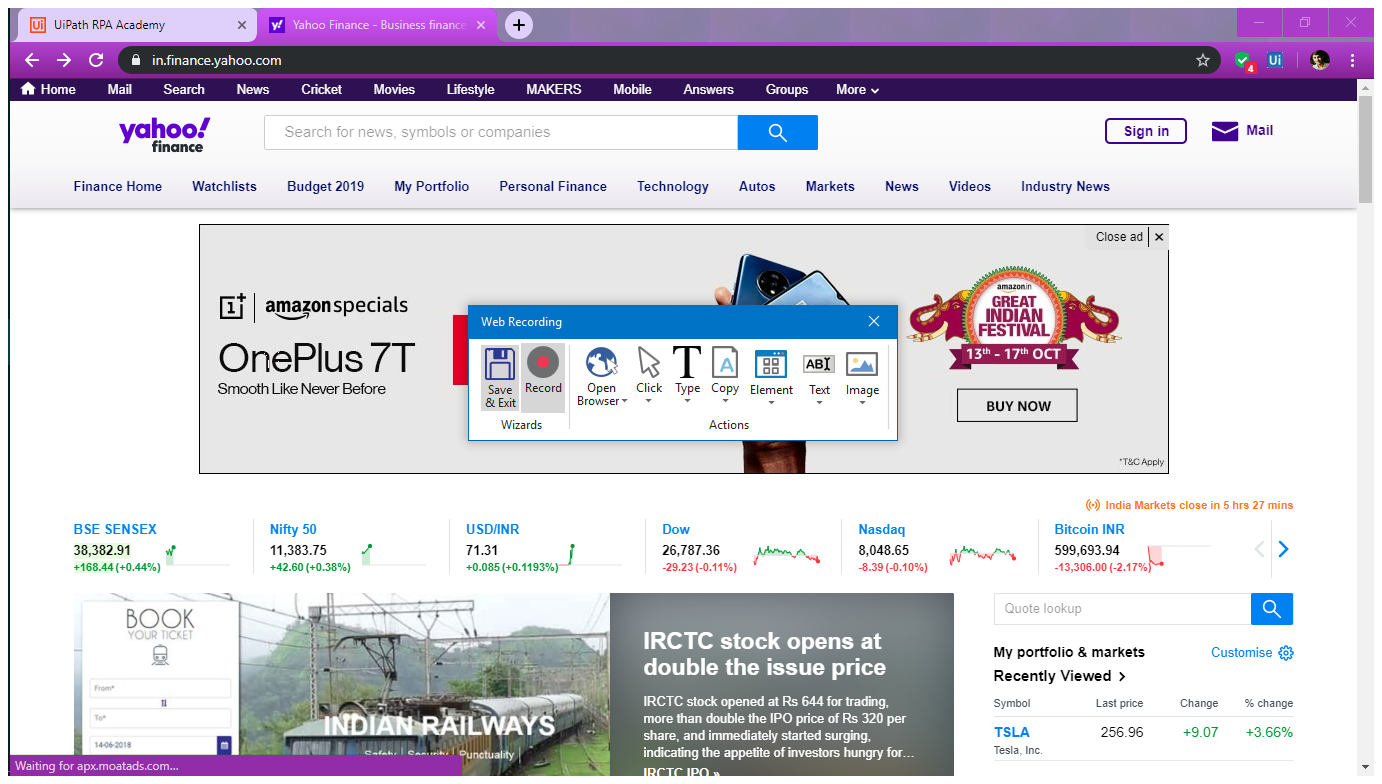 UiPath RPA Academy
Yahoo Finance - Business finance
in.finance.yahoo.com
4
Ui
Home Mail Search News Cricket Movies Lifestyle MAKERS Mobile Answers Groups More
yahoo!
finance
Search for news, symbols or companies
Sign in
Mail
Finance Home Watchlists Budget 2019 My Portfolio Personal Finance Technology Autos Markets News Videos Industry News
Close ad
amazonspecials
OnePlus 7T
Smooth Like Never Before
amazon.in
GREAT
INDIAN
FESTIVAL
13th - 17th OCT
BUY NOW
*T&C Apply
Web Recording
Save
& Exit
Record
Open
Browser
Click
Type
Copy
Element
Text
Image
Wizards
Actions
India Markets close in 5 hrs 27 mins
BSE SENSEX
38,382.91
+168.44 (+0.44%)
Nifty 50
11,383.75
+42.60 (+0.38%)
USD/INR
71.31
+0.085 (+0.1193%)
Dow
26,787.36
-29.23 (-0.11%)
Nasdaq
8,048.65
-8.39 (-0.10%)
Bitcoin INR
599,693.94
-13,306.00 (-2.17%)
BOOK
YOUR TICKET
From*
To*
14-06-2018
INDIAN RAILWAYS
Safety | Security | Punctuality
IRCTC stock opens at
double the issue price
IRCTC stock opened at Rs 644 for trading,
more than double the IPO price of Rs 320 per
share, and immediately started surging,
indicating the appetite of investors hungry for…
IRCTC IPO »
Quote lookup
My portfolio & markets
Customise
Recently Viewed
Symbol Last price Change % change
TSLA 256.96 +9.07 +3.66%
Tesla, Inc.
Waiting for apx.moatads.com...